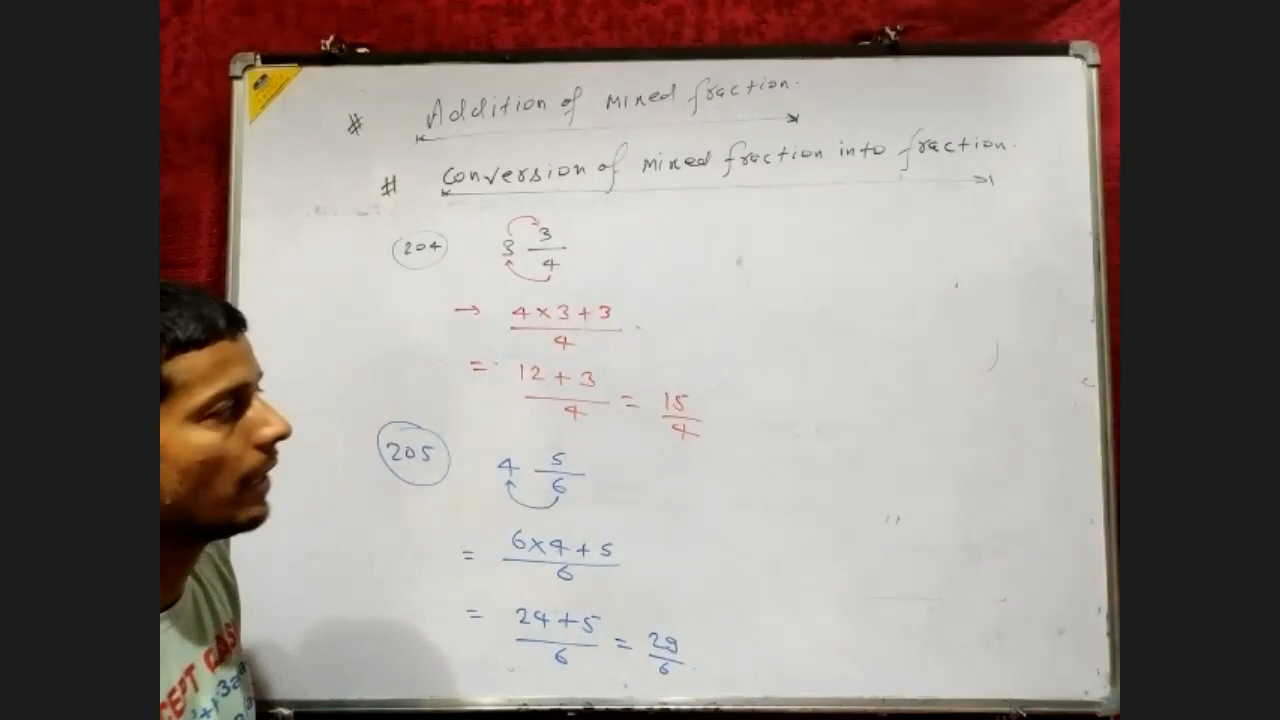 # Addition of mixed fraction.
# Conversion of mixed fraction into fraction.
204 3 3/4
→ 4×3+3/4
= 12+3/4 = 15/4
205 4 5/6
= 6×4+5/6
= 24+5/6 = 29/6